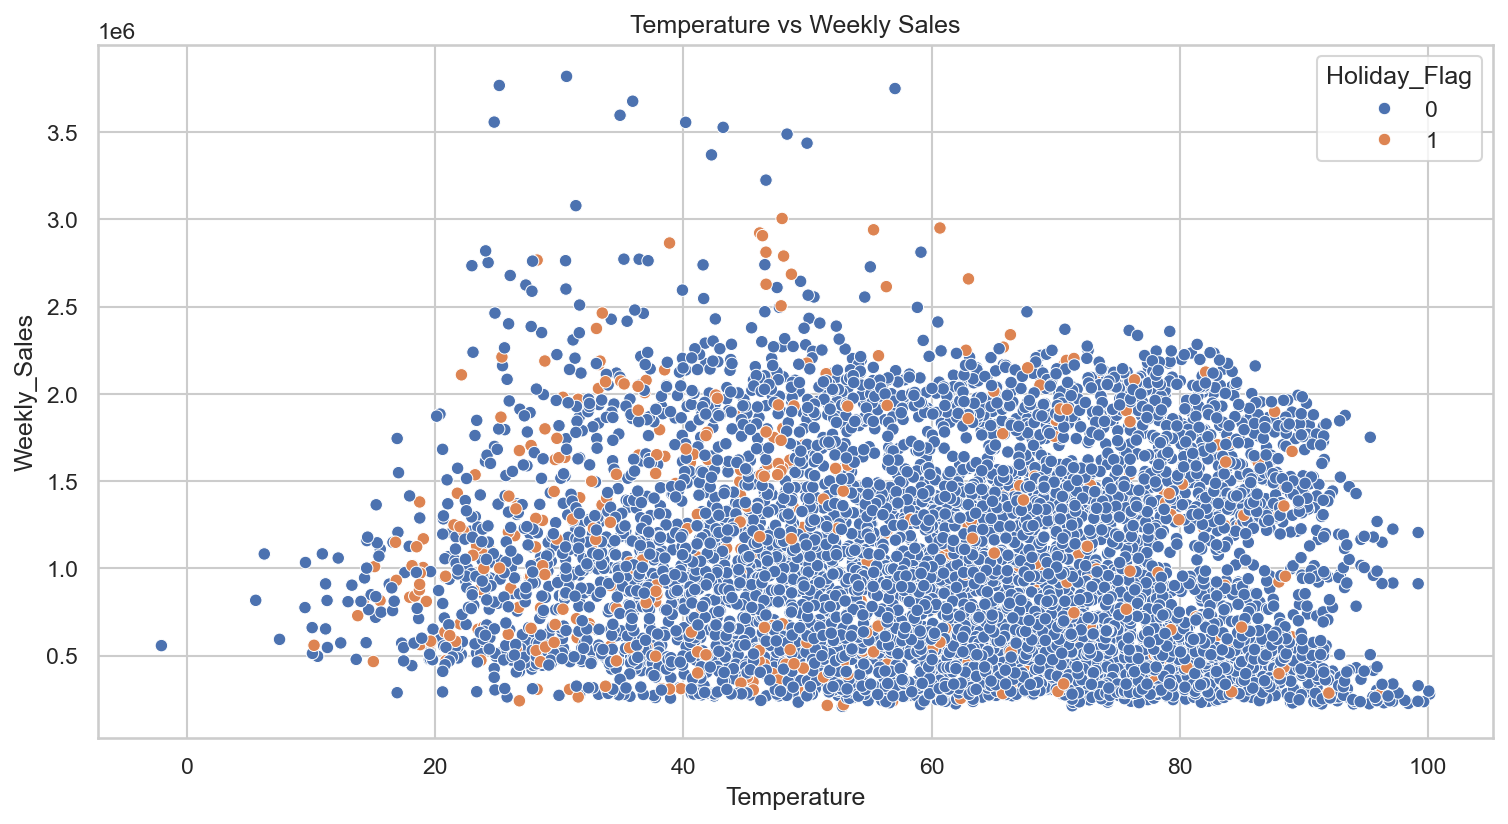 Temperature vs Weekly Sales
1e6
Holiday_Flag
0
1
3.5
3.0
2.5
2.0
1.5
1.0
0.5
Weekly_Sales
0 20 40 60 80 100
Temperature